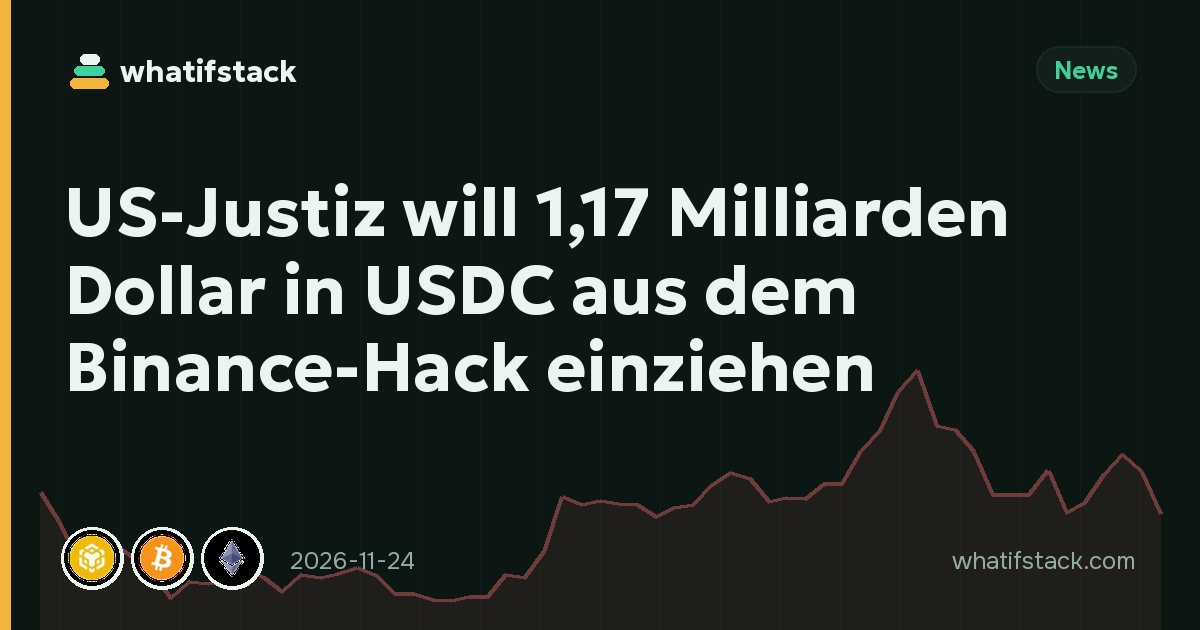 whatifstack
News
US-Justiz will 1,17 Milliarden
Dollar in USDC aus dem
Binance-Hack einziehen
2026-11-24
whatifstack.com